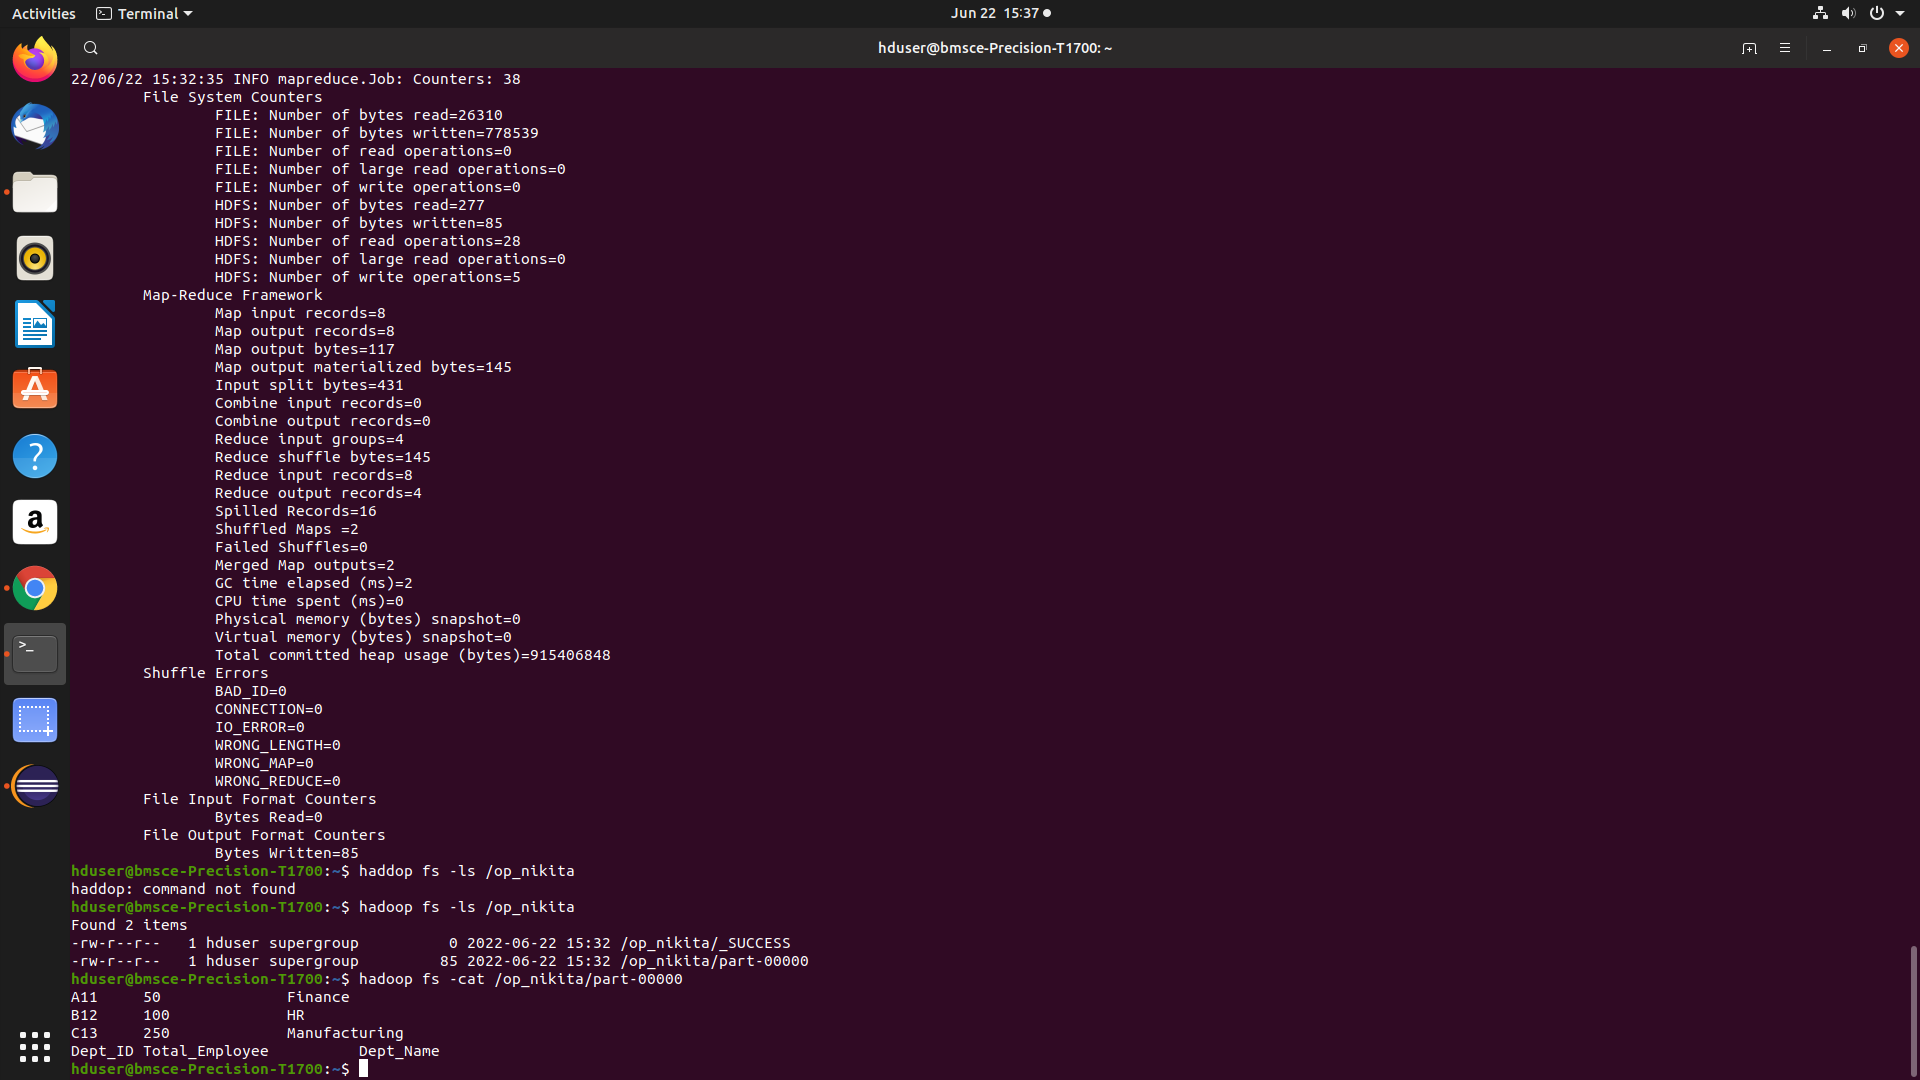 Activities Terminal Jun 22 15:37
hduser@bmsce-Precision-T1700: ~
22/06/22 15:32:35 INFO mapreduce.Job: Counters: 38
File System Counters
FILE: Number of bytes read=26310
FILE: Number of bytes written=778539
FILE: Number of read operations=0
FILE: Number of large read operations=0
FILE: Number of write operations=0
HDFS: Number of bytes read=277
HDFS: Number of bytes written=85
HDFS: Number of read operations=28
HDFS: Number of large read operations=0
HDFS: Number of write operations=5
Map-Reduce Framework
Map input records=8
Map output records=8
Map output bytes=117
Map output materialized bytes=145
Input split bytes=431
Combine input records=0
Combine output records=0
Reduce input groups=4
Reduce shuffle bytes=145
Reduce input records=8
Reduce output records=4
Spilled Records=16
Shuffled Maps =2
Failed Shuffles=0
Merged Map outputs=2
GC time elapsed (ms)=2
CPU time spent (ms)=0
Physical memory (bytes) snapshot=0
Virtual memory (bytes) snapshot=0
Total committed heap usage (bytes)=915406848
Shuffle Errors
BAD_ID=0
CONNECTION=0
IO_ERROR=0
WRONG_LENGTH=0
WRONG_MAP=0
WRONG_REDUCE=0
File Input Format Counters
Bytes Read=0
File Output Format Counters
Bytes Written=85
hduser@bmsce-Precision-T1700:~$ haddop fs -ls /op_nikita
haddop: command not found
hduser@bmsce-Precision-T1700:~$ hadoop fs -ls /op_nikita
Found 2 items
-rw-r--r--   1 hduser supergroup          0 2022-06-22 15:32 /op_nikita/_SUCCESS
-rw-r--r--   1 hduser supergroup         85 2022-06-22 15:32 /op_nikita/part-00000
hduser@bmsce-Precision-T1700:~$ hadoop fs -cat /op_nikita/part-00000
A11     50              Finance
B12     100             HR
C13     250             Manufacturing
Dept_ID Total_Employee          Dept_Name
hduser@bmsce-Precision-T1700:~$